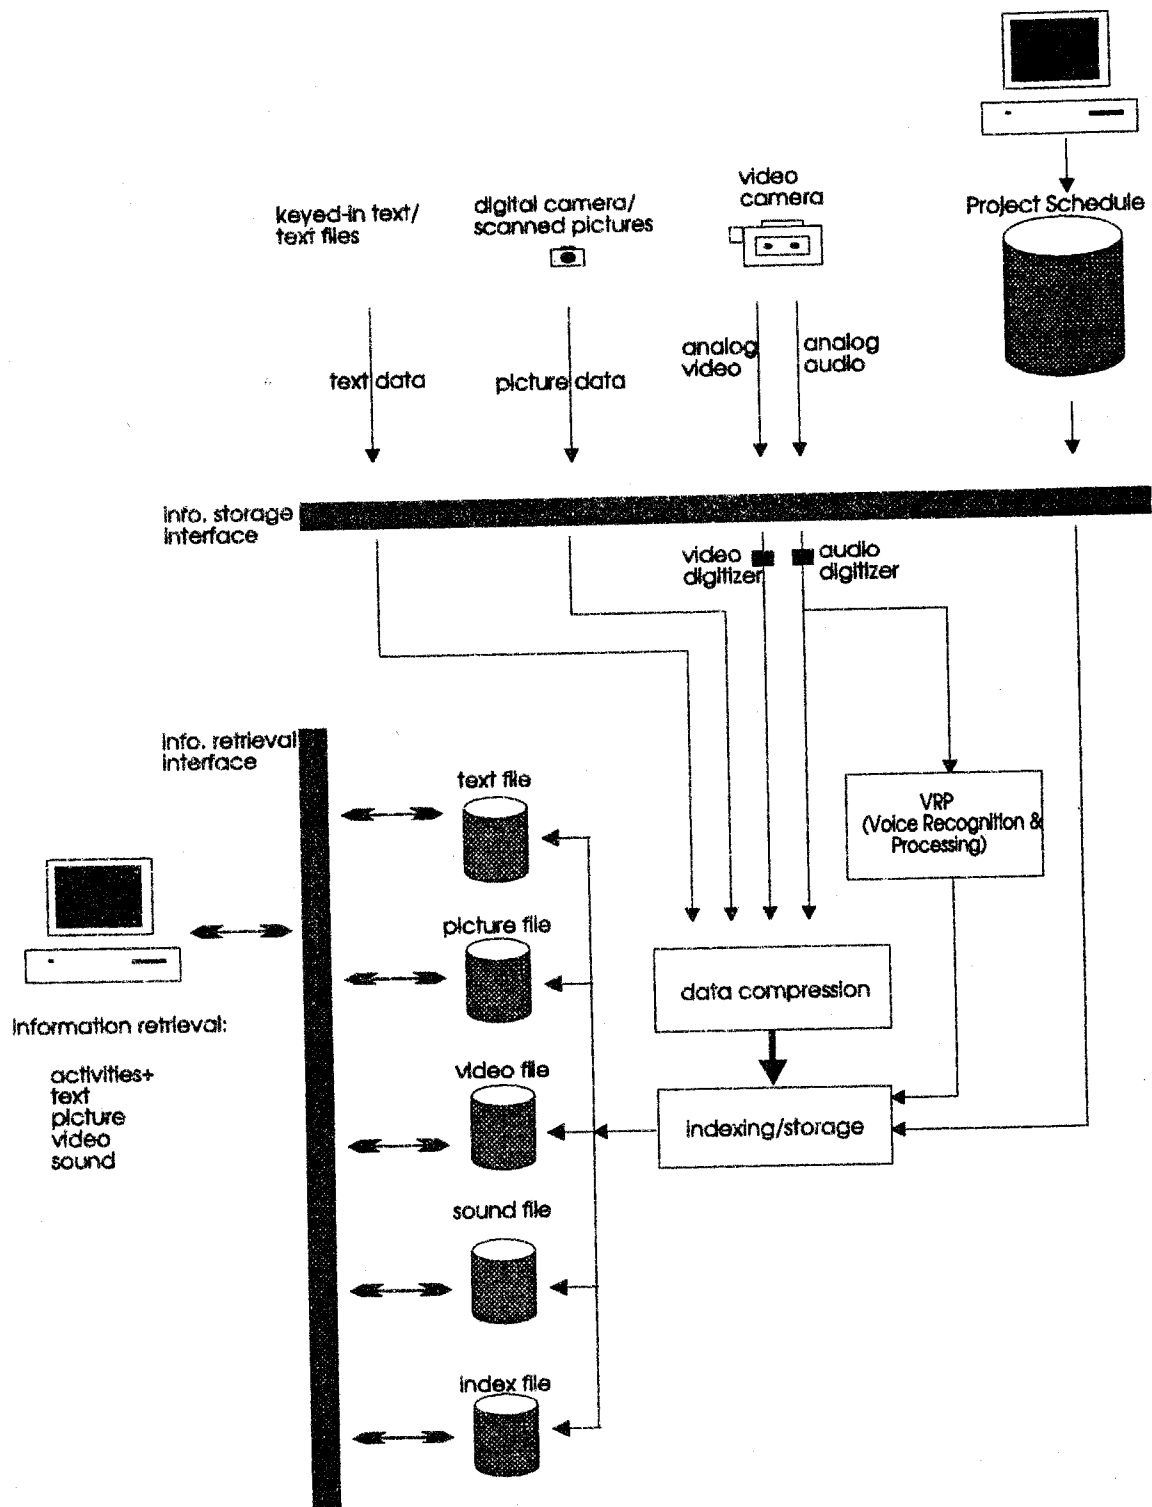 video
camera
Project Schedule
keyed-in text/
text files
digital camera/
scanned pictures
analog
video
analog
audio
text data
picture data
info. storage
interface
video
digitizer
audio
digitizer
info. retrieval
interface
text file
VRP
(Voice Recognition &
Processing)
picture file
data compression
Information retrieval:
activities+
text
picture
video
sound
video file
indexing/storage
sound file
index file